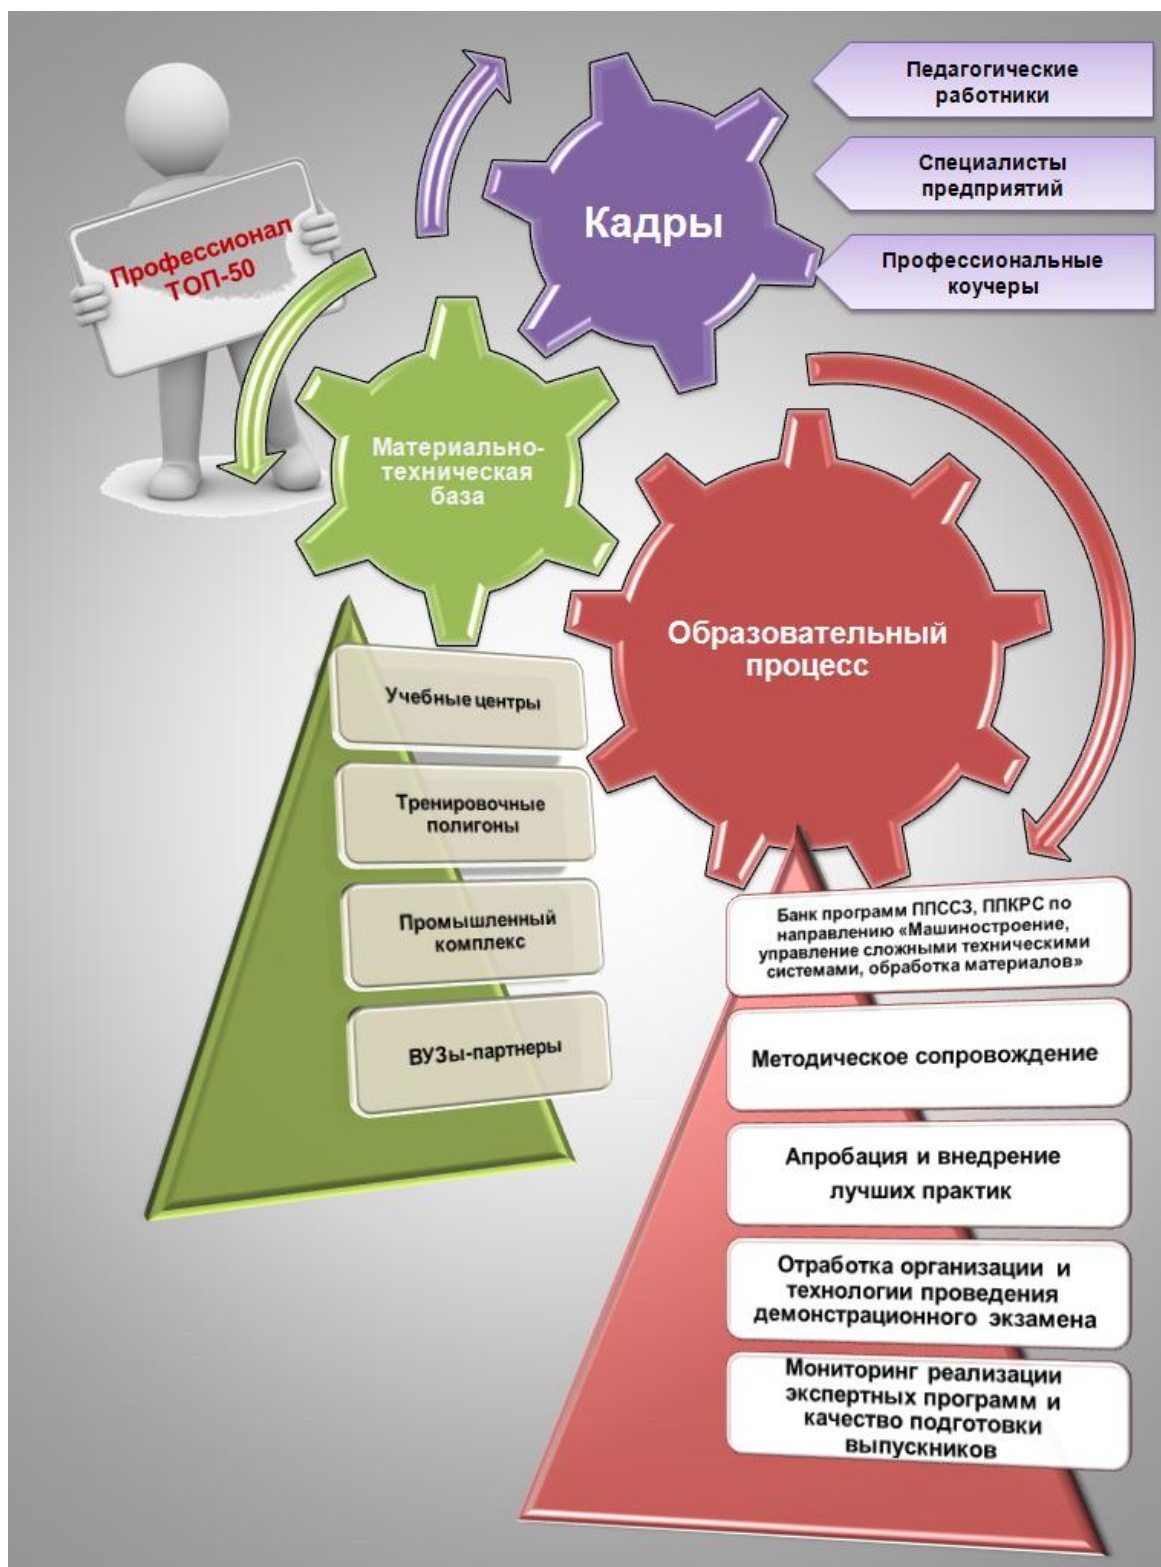 Педагогические
работники
Специалисты
предприятий
Профессиональные
коучеры
Кадры
Профессионал
ТОП-50
Материально-
техническая
база
Образовательный
процесс
Учебные центры
Тренировочные
полигоны
Промышленный
комплекс
ВУЗы-партнеры
Банк программ ППССЗ, ППКРС по
направлению «Машиностроение,
управление сложными техническими
системами, обработка материалов»
Методическое сопровождение
Апробация и внедрение
лучших практик
Отработка организации и
технологии проведения
демонстрационного экзамена
Мониторинг реализации
экспертных программ и
качество подготовки
выпускников